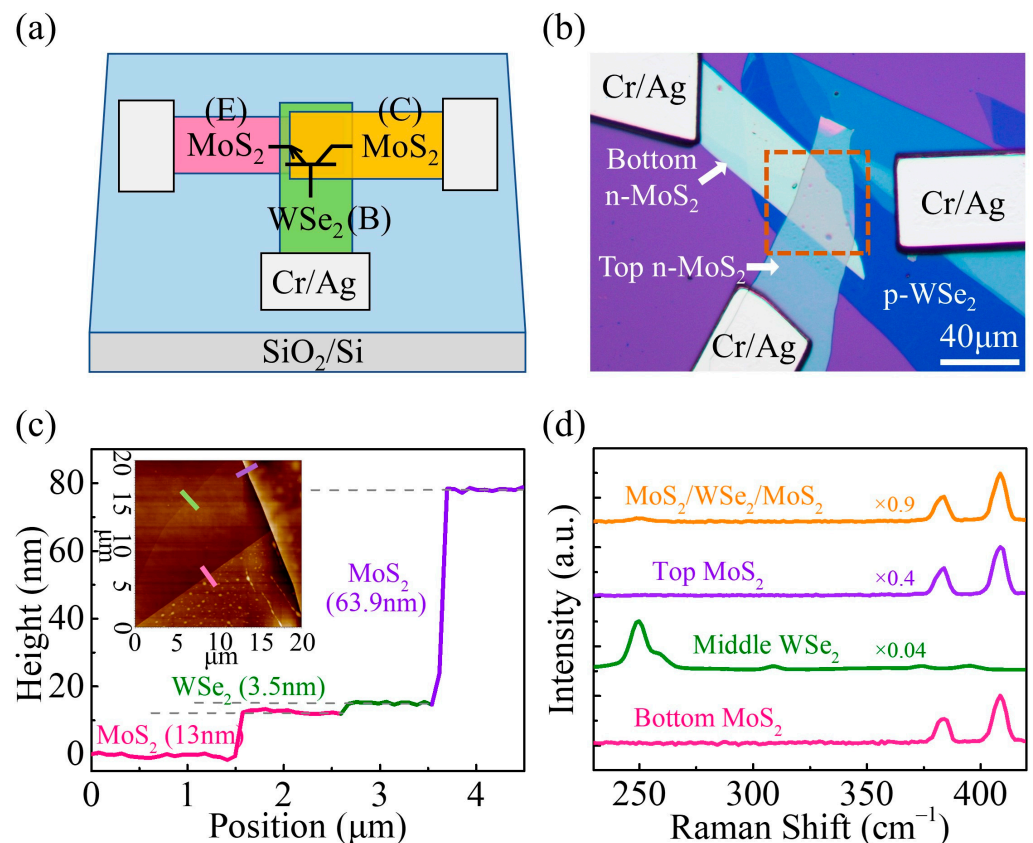 (a)
(E)
(C)
MoS₂
MoS₂
WSe₂ (B)
Cr/Ag
SiO₂/Si
(b)
Cr/Ag
Bottom
n-MoS₂
Cr/Ag
Top n-MoS₂
p-WSe₂
Cr/Ag
40μm
(c)
Height (nm)
80
60
40
20
0
20
15
10
5
0
μm
0
5
10
15
20
μm
MoS₂
(63.9nm)
WSe₂ (3.5nm)
MoS₂ (13nm)
0
1
2
3
4
Position (μm)
(d)
Intensity (a.u.)
MoS₂/WSe₂/MoS₂
×0.9
Top MoS₂
×0.4
Middle WSe₂
×0.04
Bottom MoS₂
250
300
350
400
Raman Shift (cm⁻¹)